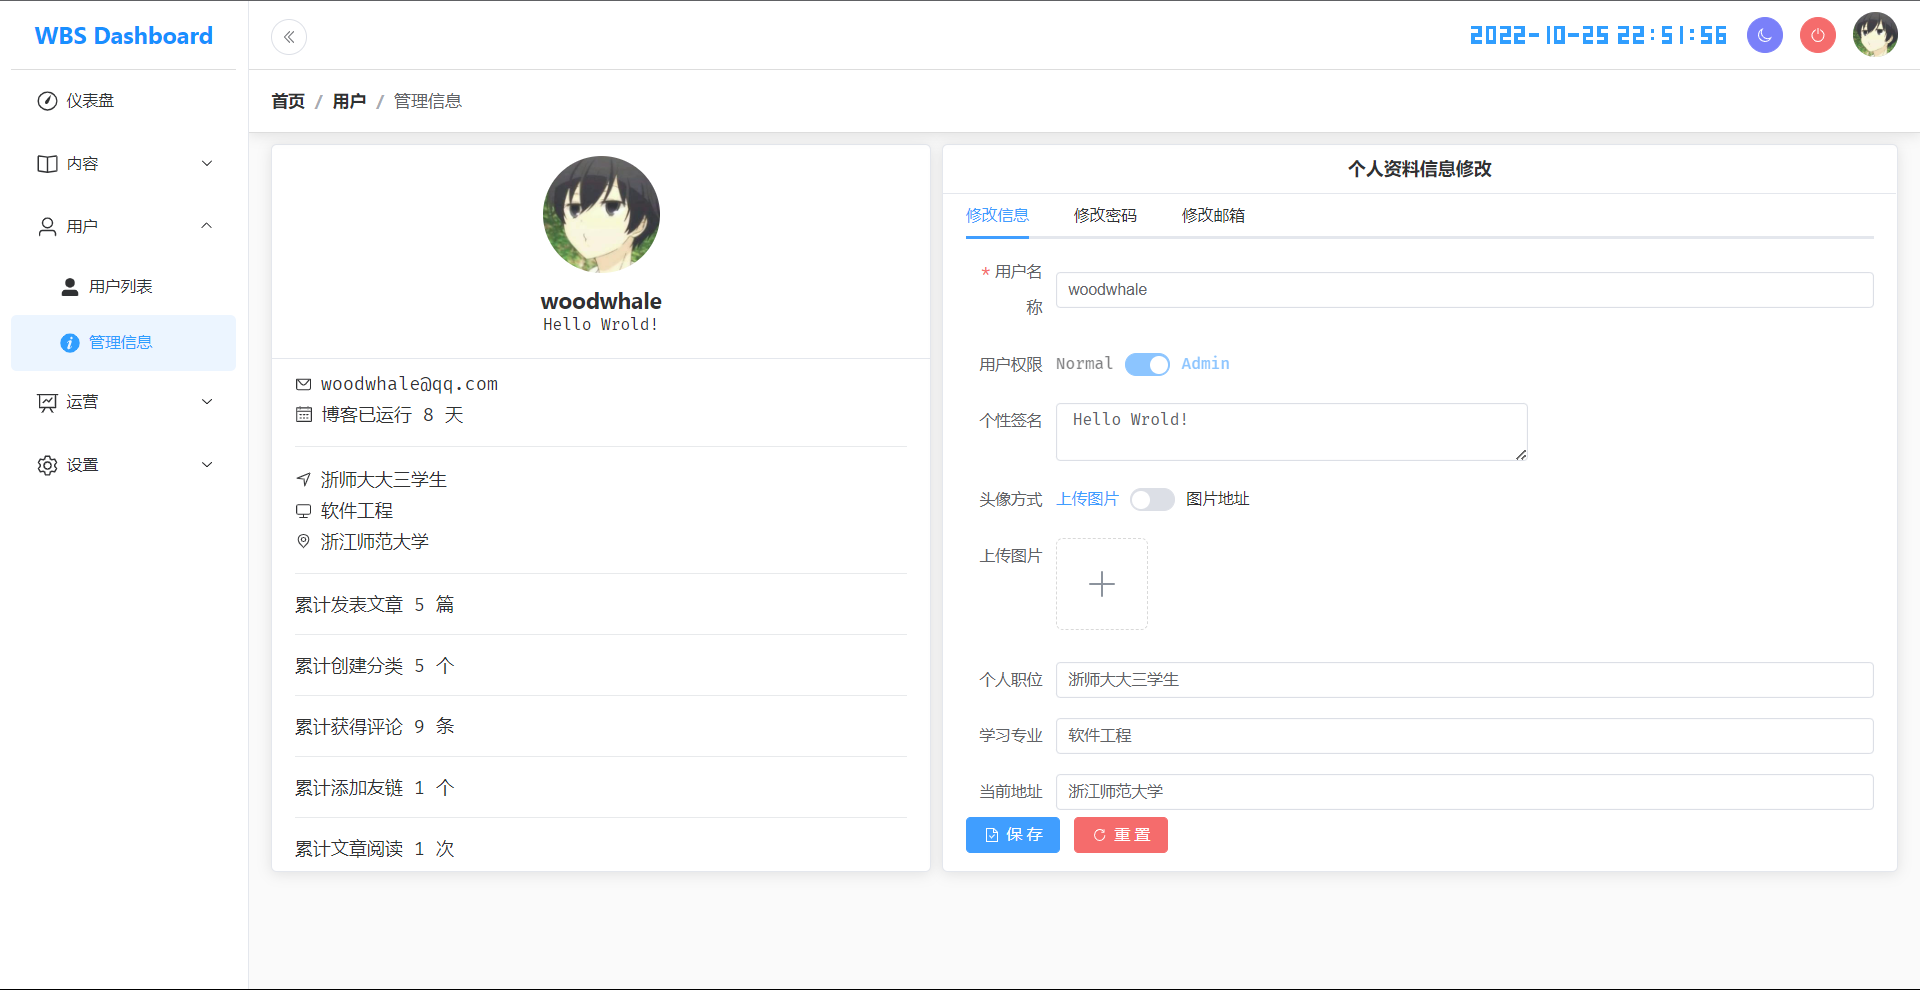 WBS Dashboard
2022-10-25 22:51:56
仪表盘
内容
用户
用户列表
管理信息
运营
设置
首页 / 用户 / 管理信息
woodwhale
Hello Wrold!
woodwhale@qq.com
博客已运行 8 天
浙师大大三学生
软件工程
浙江师范大学
累计发表文章 5 篇
累计创建分类 5 个
累计获得评论 9 条
累计添加友链 1 个
累计文章阅读 1 次
个人资料信息修改
修改信息 修改密码 修改邮箱
* 用户名
称
woodwhale
用户权限 Normal Admin
个性签名 Hello Wrold!
头像方式 上传图片 图片地址
上传图片
个人职位 浙师大大三学生
学习专业 软件工程
当前地址 浙江师范大学
保存 重置